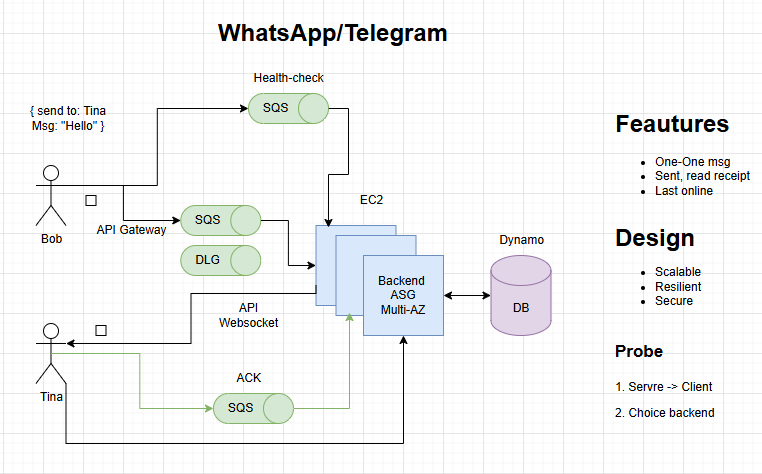 WhatsApp/Telegram
Health-check
SQS
{ send to: Tina
Msg: "Hello" }
Bob
API Gateway
SQS
DLG
EC2
Backend
ASG
Multi-AZ
Dynamo
DB
API
Websocket
Tina
ACK
SQS
Feautures
One-One msg
Sent, read receipt
Last online
Design
Scalable
Resilient
Secure
Probe
1. Servre -> Client
2. Choice backend